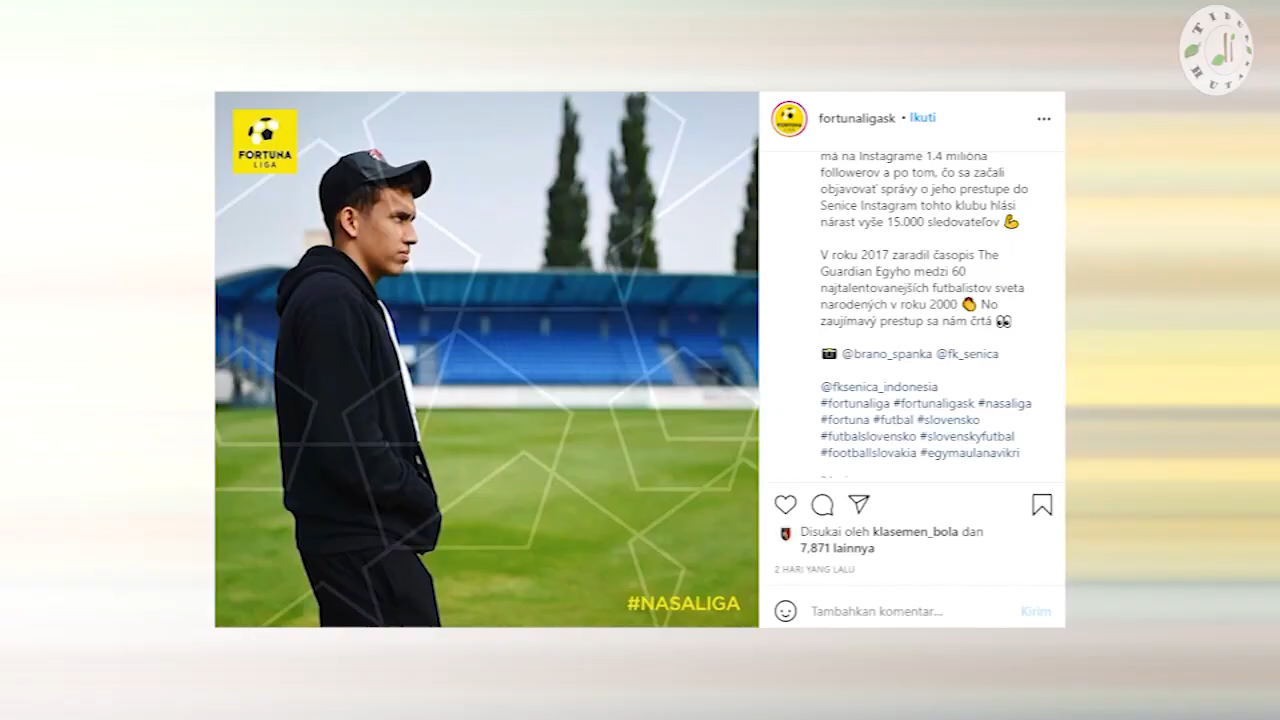 TIDUT
HUTAN
FORTUNA
LIGA
#NASALIGA
fortunaligask • Ikuti
má na Instagrame 1.4 milióna
followerov a po tom, čo sa začali
objavovať správy o jeho prestupe do
Senice Instagram tohto klubu hlási
nárast vyše 15.000 sledovateľov 💪
V roku 2017 zaradil časopis The
Guardian Egyho medzi 60
najtalentovanejších futbalistov sveta
narodených v roku 2000 👏 No
zaujímavý prestup sa nám črtá 👀
📸 @brano_spanka @fk_senica
@fksenica_indonesia
#fortunaliga #fortunaligask #nasaliga
#fortuna #futbal #slovensko
#futbalslovensko #slovenskyfutbal
#footballslovakia #egymaulanavikri
Disukai oleh klasemen_bola dan
7,871 lainnya
2 HARI YANG LALU
Tambahkan komentar...
Kirim